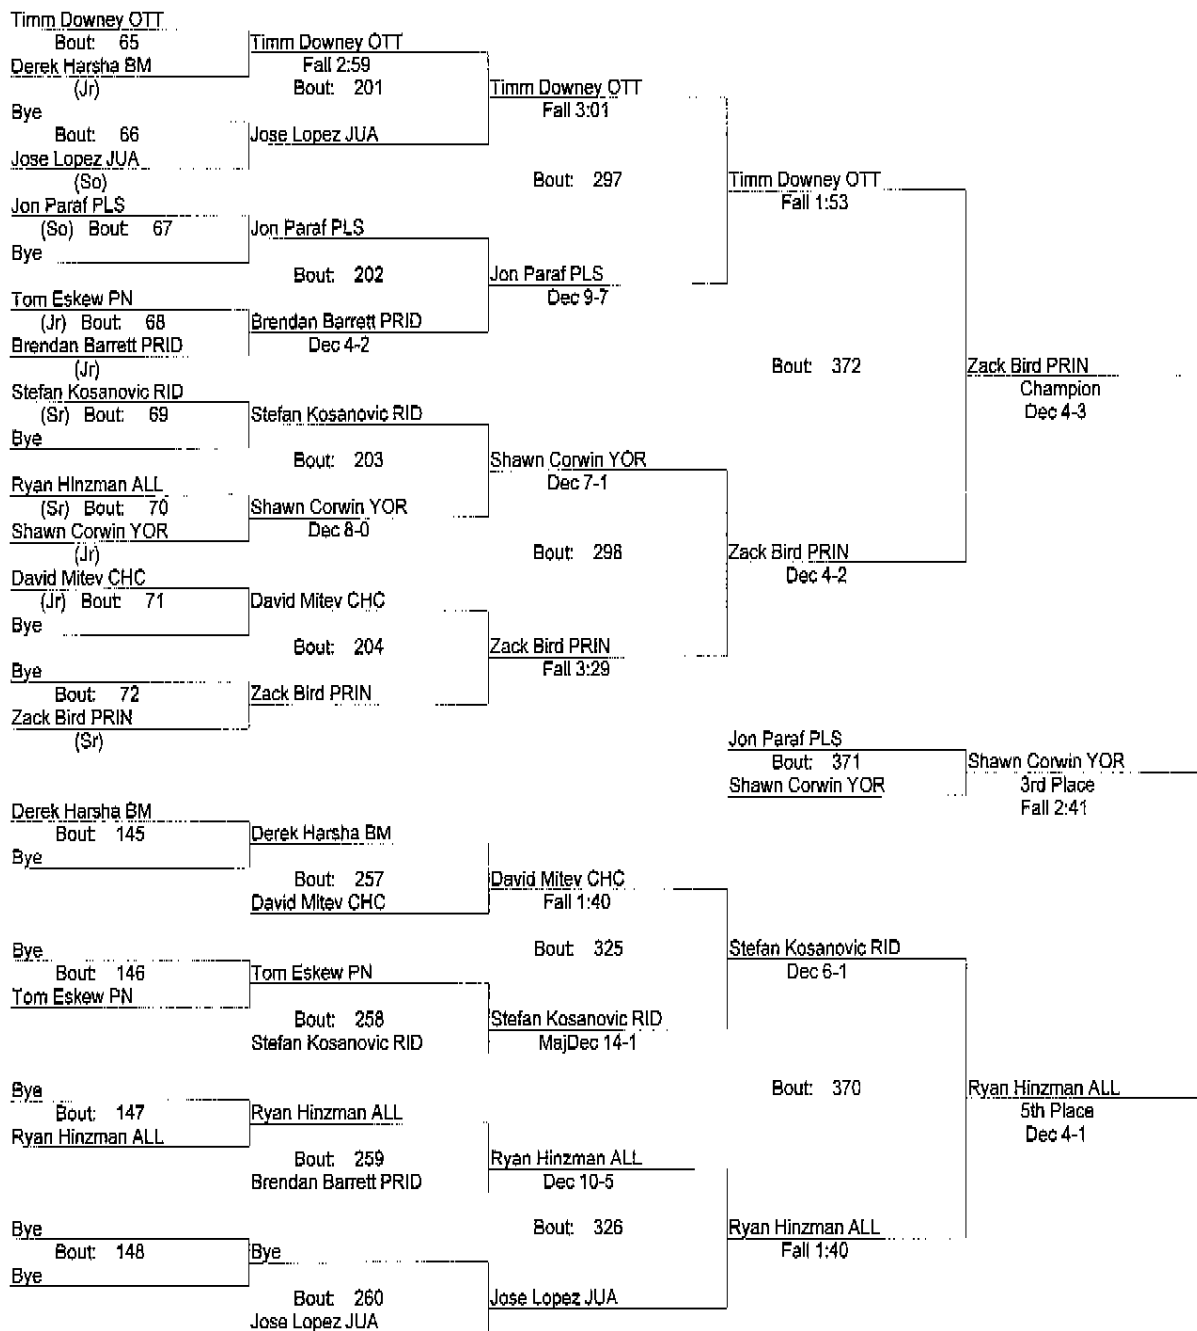 Timm Downey OTT
Bout: 65
Derek Harsha BM
(Jr)
Bye
Bout: 66
Jose Lopez JUA
(So)
Jon Paraf PLS
(So) Bout: 67
Bye
Tom Eskew PN
(Jr) Bout: 68
Brendan Barrett PRID
(Jr)
Stefan Kosanovic RID
(Sr) Bout: 69
Bye
Ryan Hinzman ALL
(Sr) Bout: 70
Shawn Corwin YOR
(Jr)
David Mitev CHC
(Jr) Bout: 71
Bye
Bye
Bout: 72
Zack Bird PRIN
(Sr)
Timm Downey OTT
Fall 2:59
Bout: 201
Jose Lopez JUA
Jon Paraf PLS
Bout: 202
Brendan Barrett PRID
Dec 4-2
Stefan Kosanovic RID
Bout: 203
Shawn Corwin YOR
Dec 8-0
David Mitev CHC
Bout: 204
Zack Bird PRIN
Timm Downey OTT
Fall 3:01
Bout: 297
Jon Paraf PLS
Dec 9-7
Shawn Corwin YOR
Dec 7-1
Bout: 298
Zack Bird PRIN
Fall 3:29
Timm Downey OTT
Fall 1:53
Bout: 372
Zack Bird PRIN
Dec 4-2
Zack Bird PRIN
Champion
Dec 4-3
Jon Paraf PLS
Bout: 371
Shawn Corwin YOR
Shawn Corwin YOR
3rd Place
Fall 2:41
Derek Harsha BM
Bout: 145
Bye
Bye
Bout: 146
Tom Eskew PN
Bye
Bout: 147
Ryan Hinzman ALL
Bye
Bout: 148
Bye
Derek Harsha BM
Bout: 257
David Mitev CHC
Tom Eskew PN
Bout: 258
Stefan Kosanovic RID
Ryan Hinzman ALL
Bout: 259
Brendan Barrett PRID
Bye
Bout: 260
Jose Lopez JUA
David Mitev CHC
Fall 1:40
Bout: 325
Stefan Kosanovic RID
MajDec 14-1
Ryan Hinzman ALL
Dec 10-5
Bout: 326
Jose Lopez JUA
Stefan Kosanovic RID
Dec 6-1
Bout: 370
Ryan Hinzman ALL
Fall 1:40
Ryan Hinzman ALL
5th Place
Dec 4-1